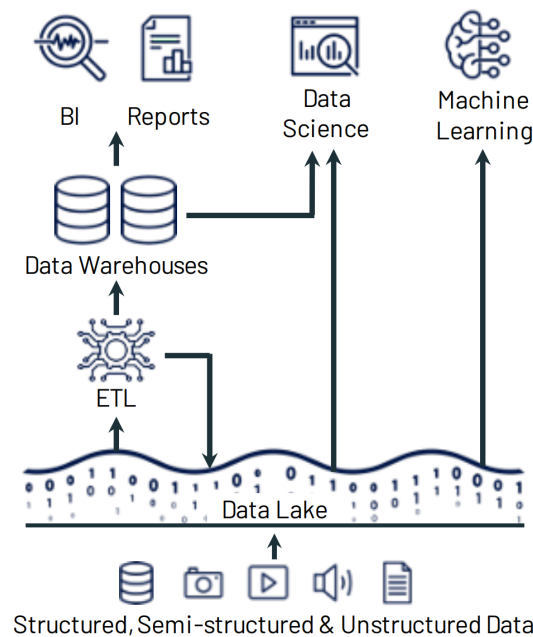 BI
Reports
Data
Science
Machine
Learning
Data Warehouses
ETL
Data Lake
Structured, Semi-structured & Unstructured Data